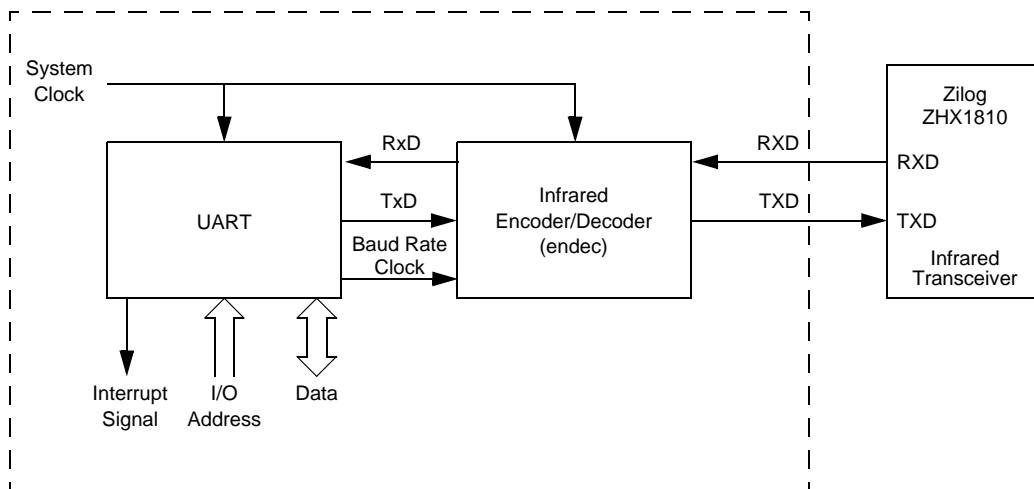 System
Clock
Zilog
ZHX1810
RxD
RXD
RXD
UART
TxD
Infrared
Encoder/Decoder
(endec)
TXD
TXD
Baud Rate
Clock
Infrared
Transceiver
Interrupt
Signal
I/O
Address
Data